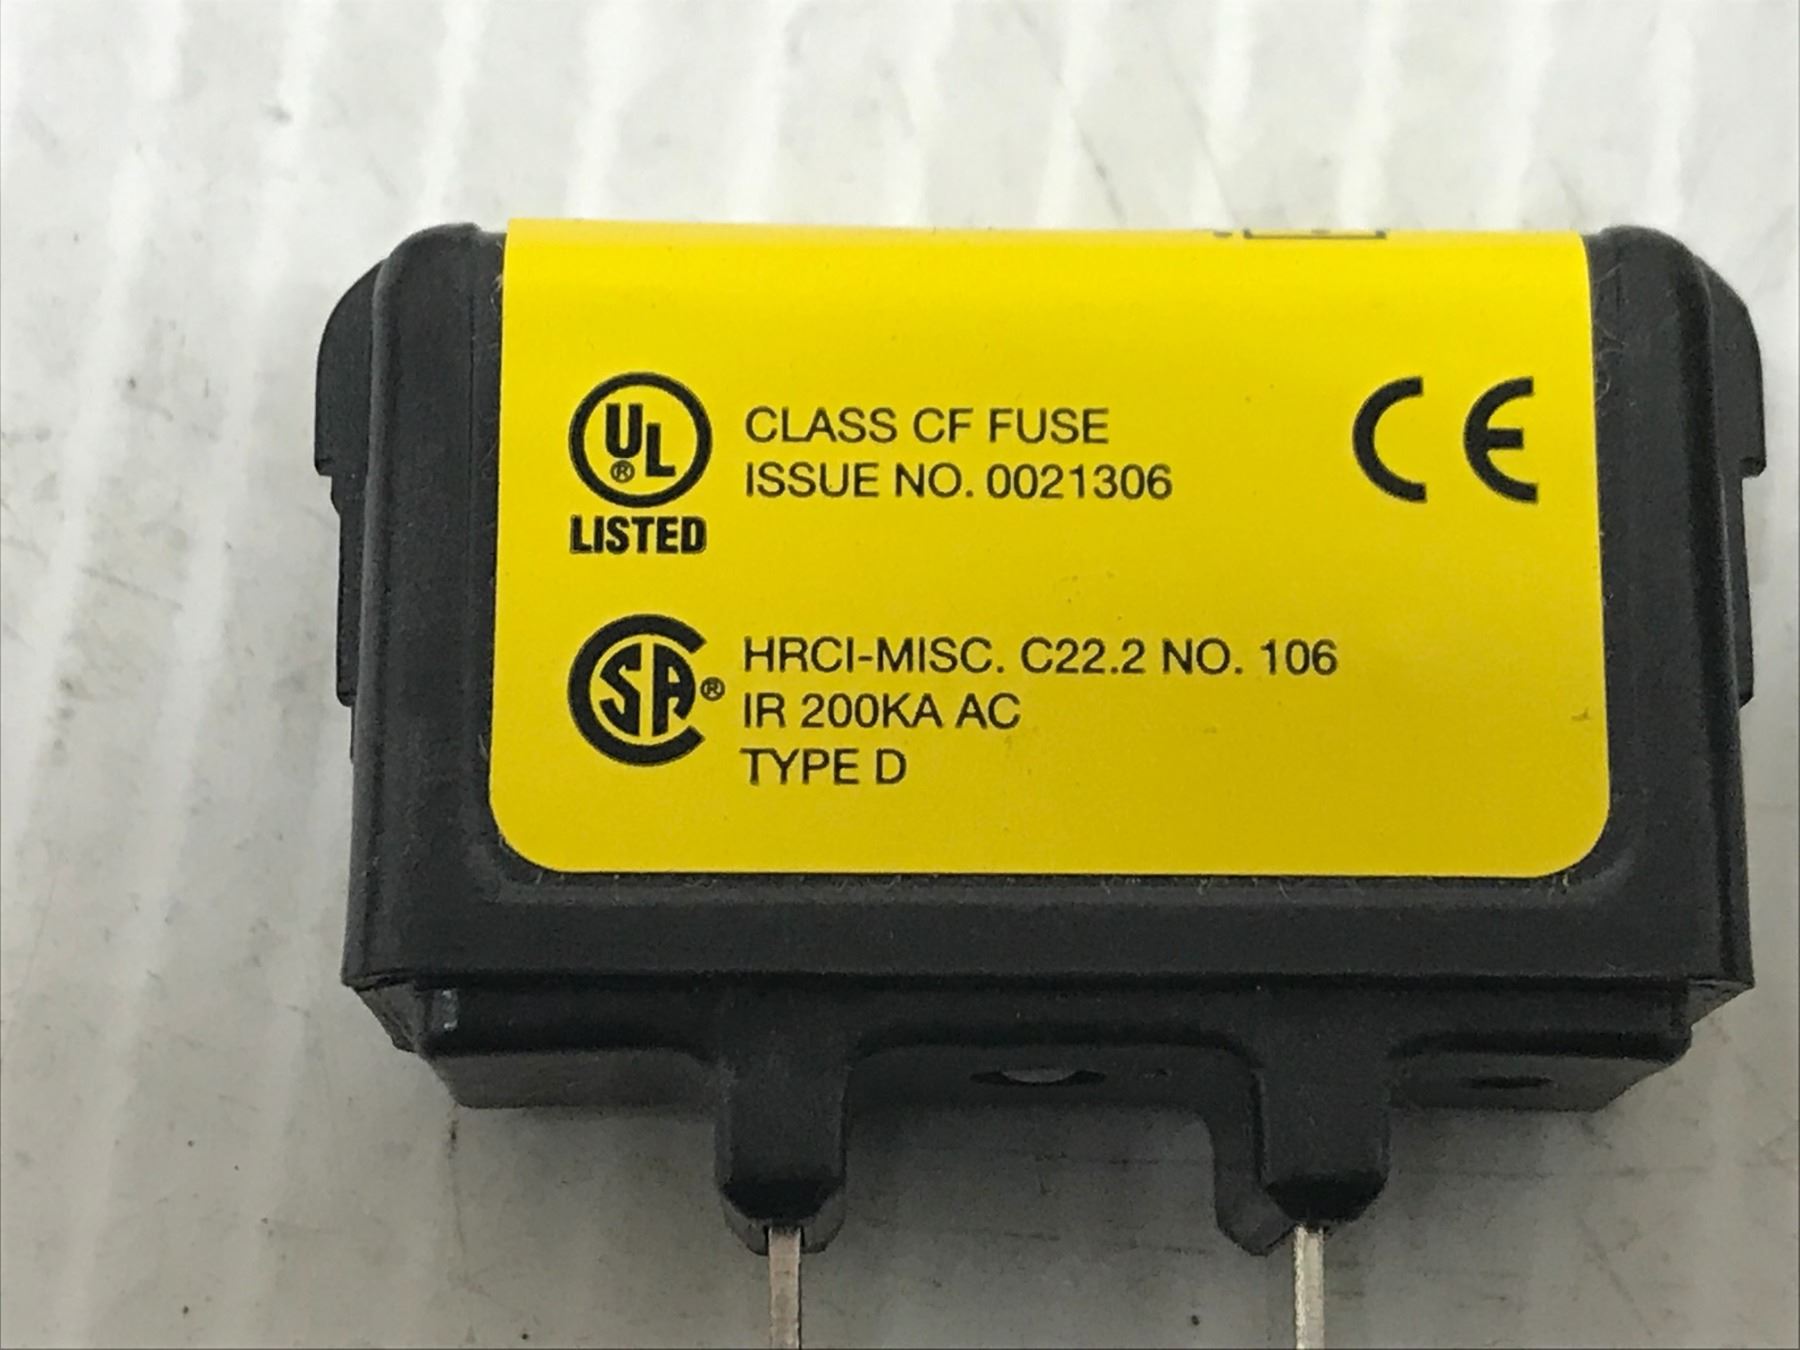 UL®
LISTED
CLASS CF FUSE
ISSUE NO. 0021306
CE
SA®
HRCI-MISC. C22.2 NO. 106
IR 200KA AC
TYPE D